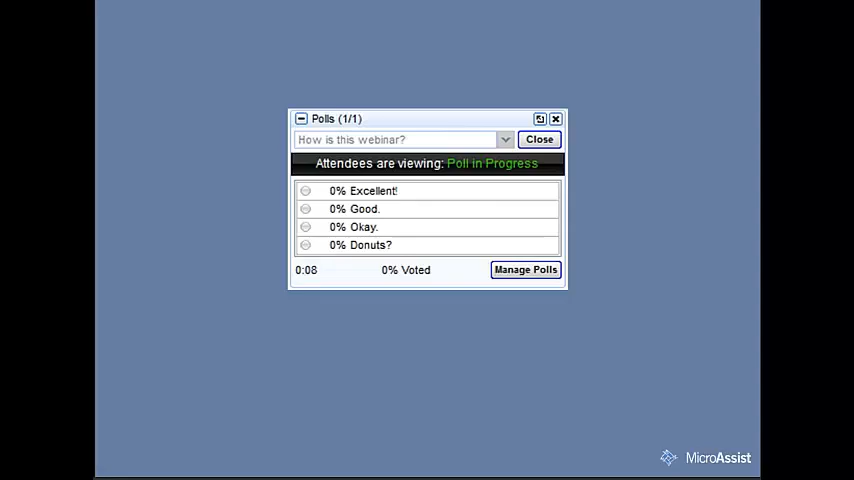 Polls (1/1)
How is this webinar?
Close
Attendees are viewing: Poll in Progress
0% Excellent!
0% Good.
0% Okay.
0% Donuts?
0:08 0% Voted Manage Polls
MicroAssist